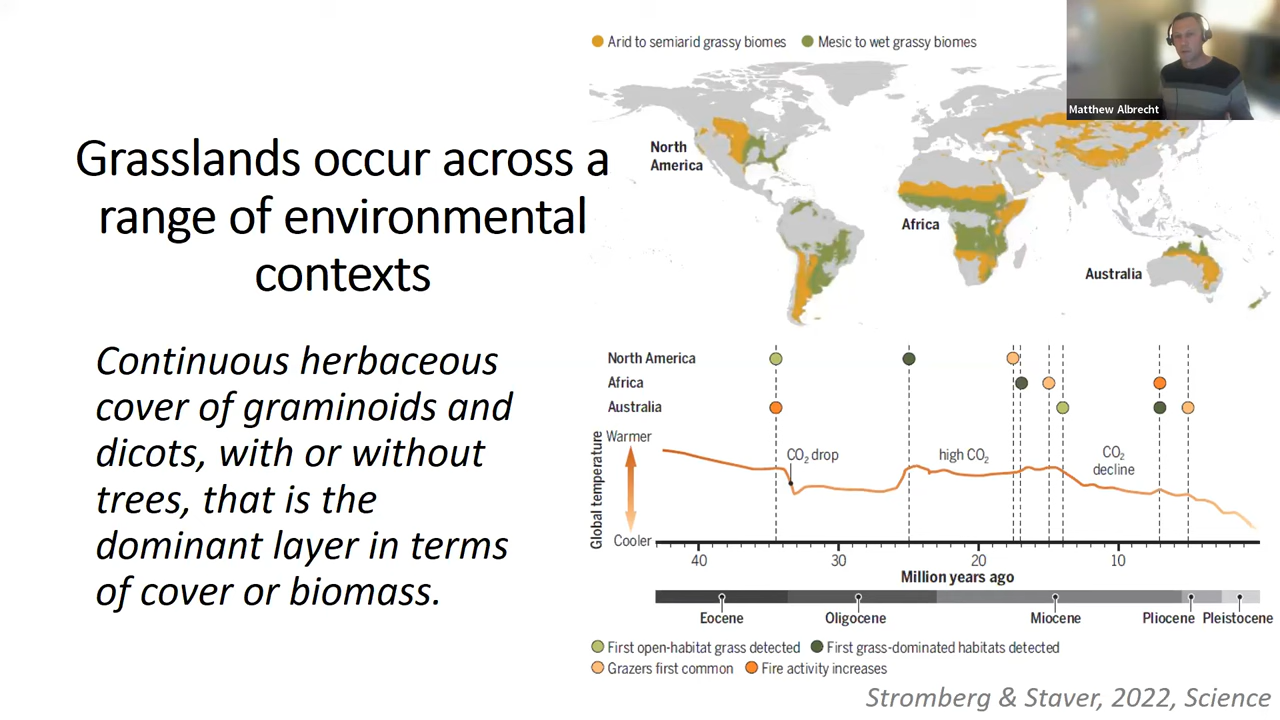 Grasslands occur across a
range of environmental
contexts
Continuous herbaceous
cover of graminoids and
dicots, with or without
trees, that is the
dominant layer in terms
of cover or biomass.
Arid to semiarid grassy biomes
Mesic to wet grassy biomes
Matthew Albrecht
North
America
Africa
Australia
North America
Africa
Australia
Global temperature
Warmer
Cooler
CO2 drop
high CO2
CO2
decline
40 30 20 10
Million years ago
Eocene Oligocene Miocene Pliocene Pleistocene
First open-habitat grass detected
First grass-dominated habitats detected
Grazers first common
Fire activity increases
Stromberg & Staver, 2022, Science